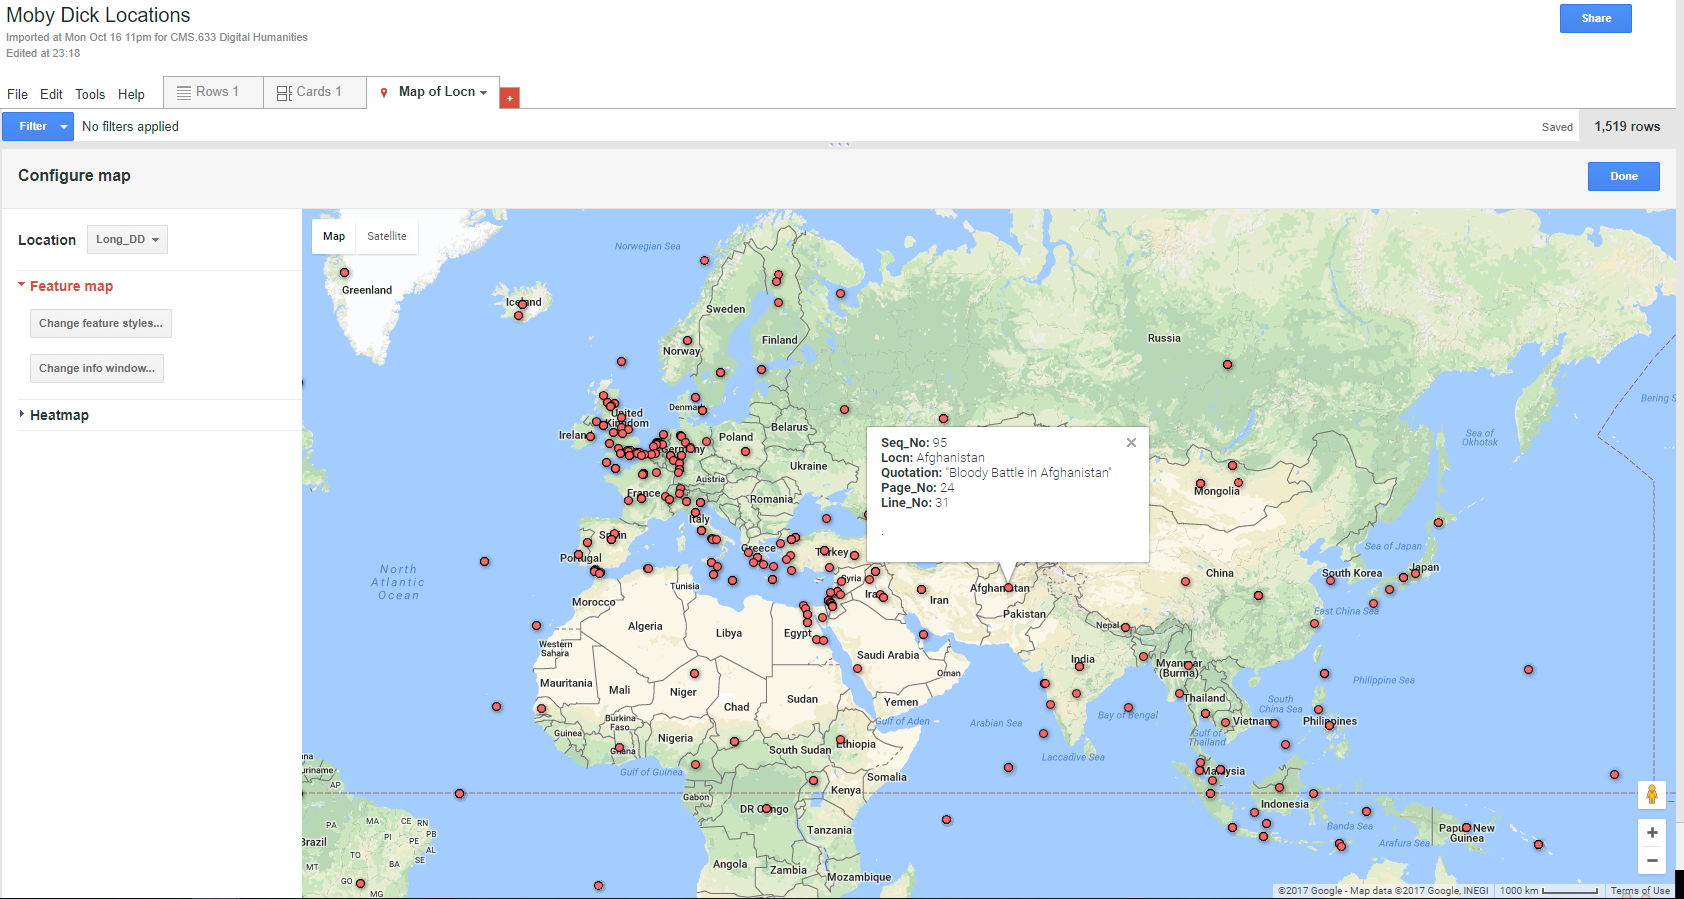 Moby Dick Locations
Imported at Mon Oct 16 11pm for CMS.633 Digital Humanities
Edited at 23:18
Share
File Edit Tools Help
Rows 1
Cards 1
Map of Locn
+
Filter
No filters applied
Saved
1,519 rows
Configure map
Done
Location
Long_DD
Feature map
Change feature styles...
Change info window...
Heatmap
Map
Satellite
Norwegian Sea
Greenland
Iceland
Sweden
Finland
Norway
Russia
Bering S
Sea of
Okhotsk
United
Kingdom
Denmark
Ireland
Belarus
Poland
Germany
Ukraine
Austria
France
Romania
Italy
Spain
Portugal
Greece
Turkey
Seq_No: 95
Locn: Afghanistan
Quotation: "Bloody Battle in Afghanistan"
Page_No: 24
Line_No: 31
.
Mongolia
Sea of Japan
Japan
South Korea
China
East China Sea
North
Atlantic
Ocean
Tunisia
Syria
Iraq
Iran
Afghanistan
Pakistan
Morocco
Algeria
Libya
Egypt
Nepal
Western
Sahara
Saudi Arabia
Oman
India
Myanmar
(Burma)
Mauritania
Mali
Niger
Chad
Sudan
Yemen
Thailand
South
China Sea
Philippine Sea
Gulf of Aden
Arabian Sea
Bay of Bengal
Vietnam
Philippines
Burkina
Faso
Guinea
Nigeria
Ghana
South Sudan
Ethiopia
Gulf of
Thailand
Laccadive Sea
Gulf of Guinea
Somalia
Malaysia
Gabon
Kenya
DR Congo
Indonesia
Tanzania
Banda Sea
Papua New
Guinea
Arafura Sea
Angola
Zambia
Mozambique
ana
uriname
AP
PA
MA
CE
RN
PB
PI
PE
AL
Brazil
TO
BA
SE
MT
GO
MG
©2017 Google - Map data ©2017 Google, INEGI
1000 km
Terms of Use